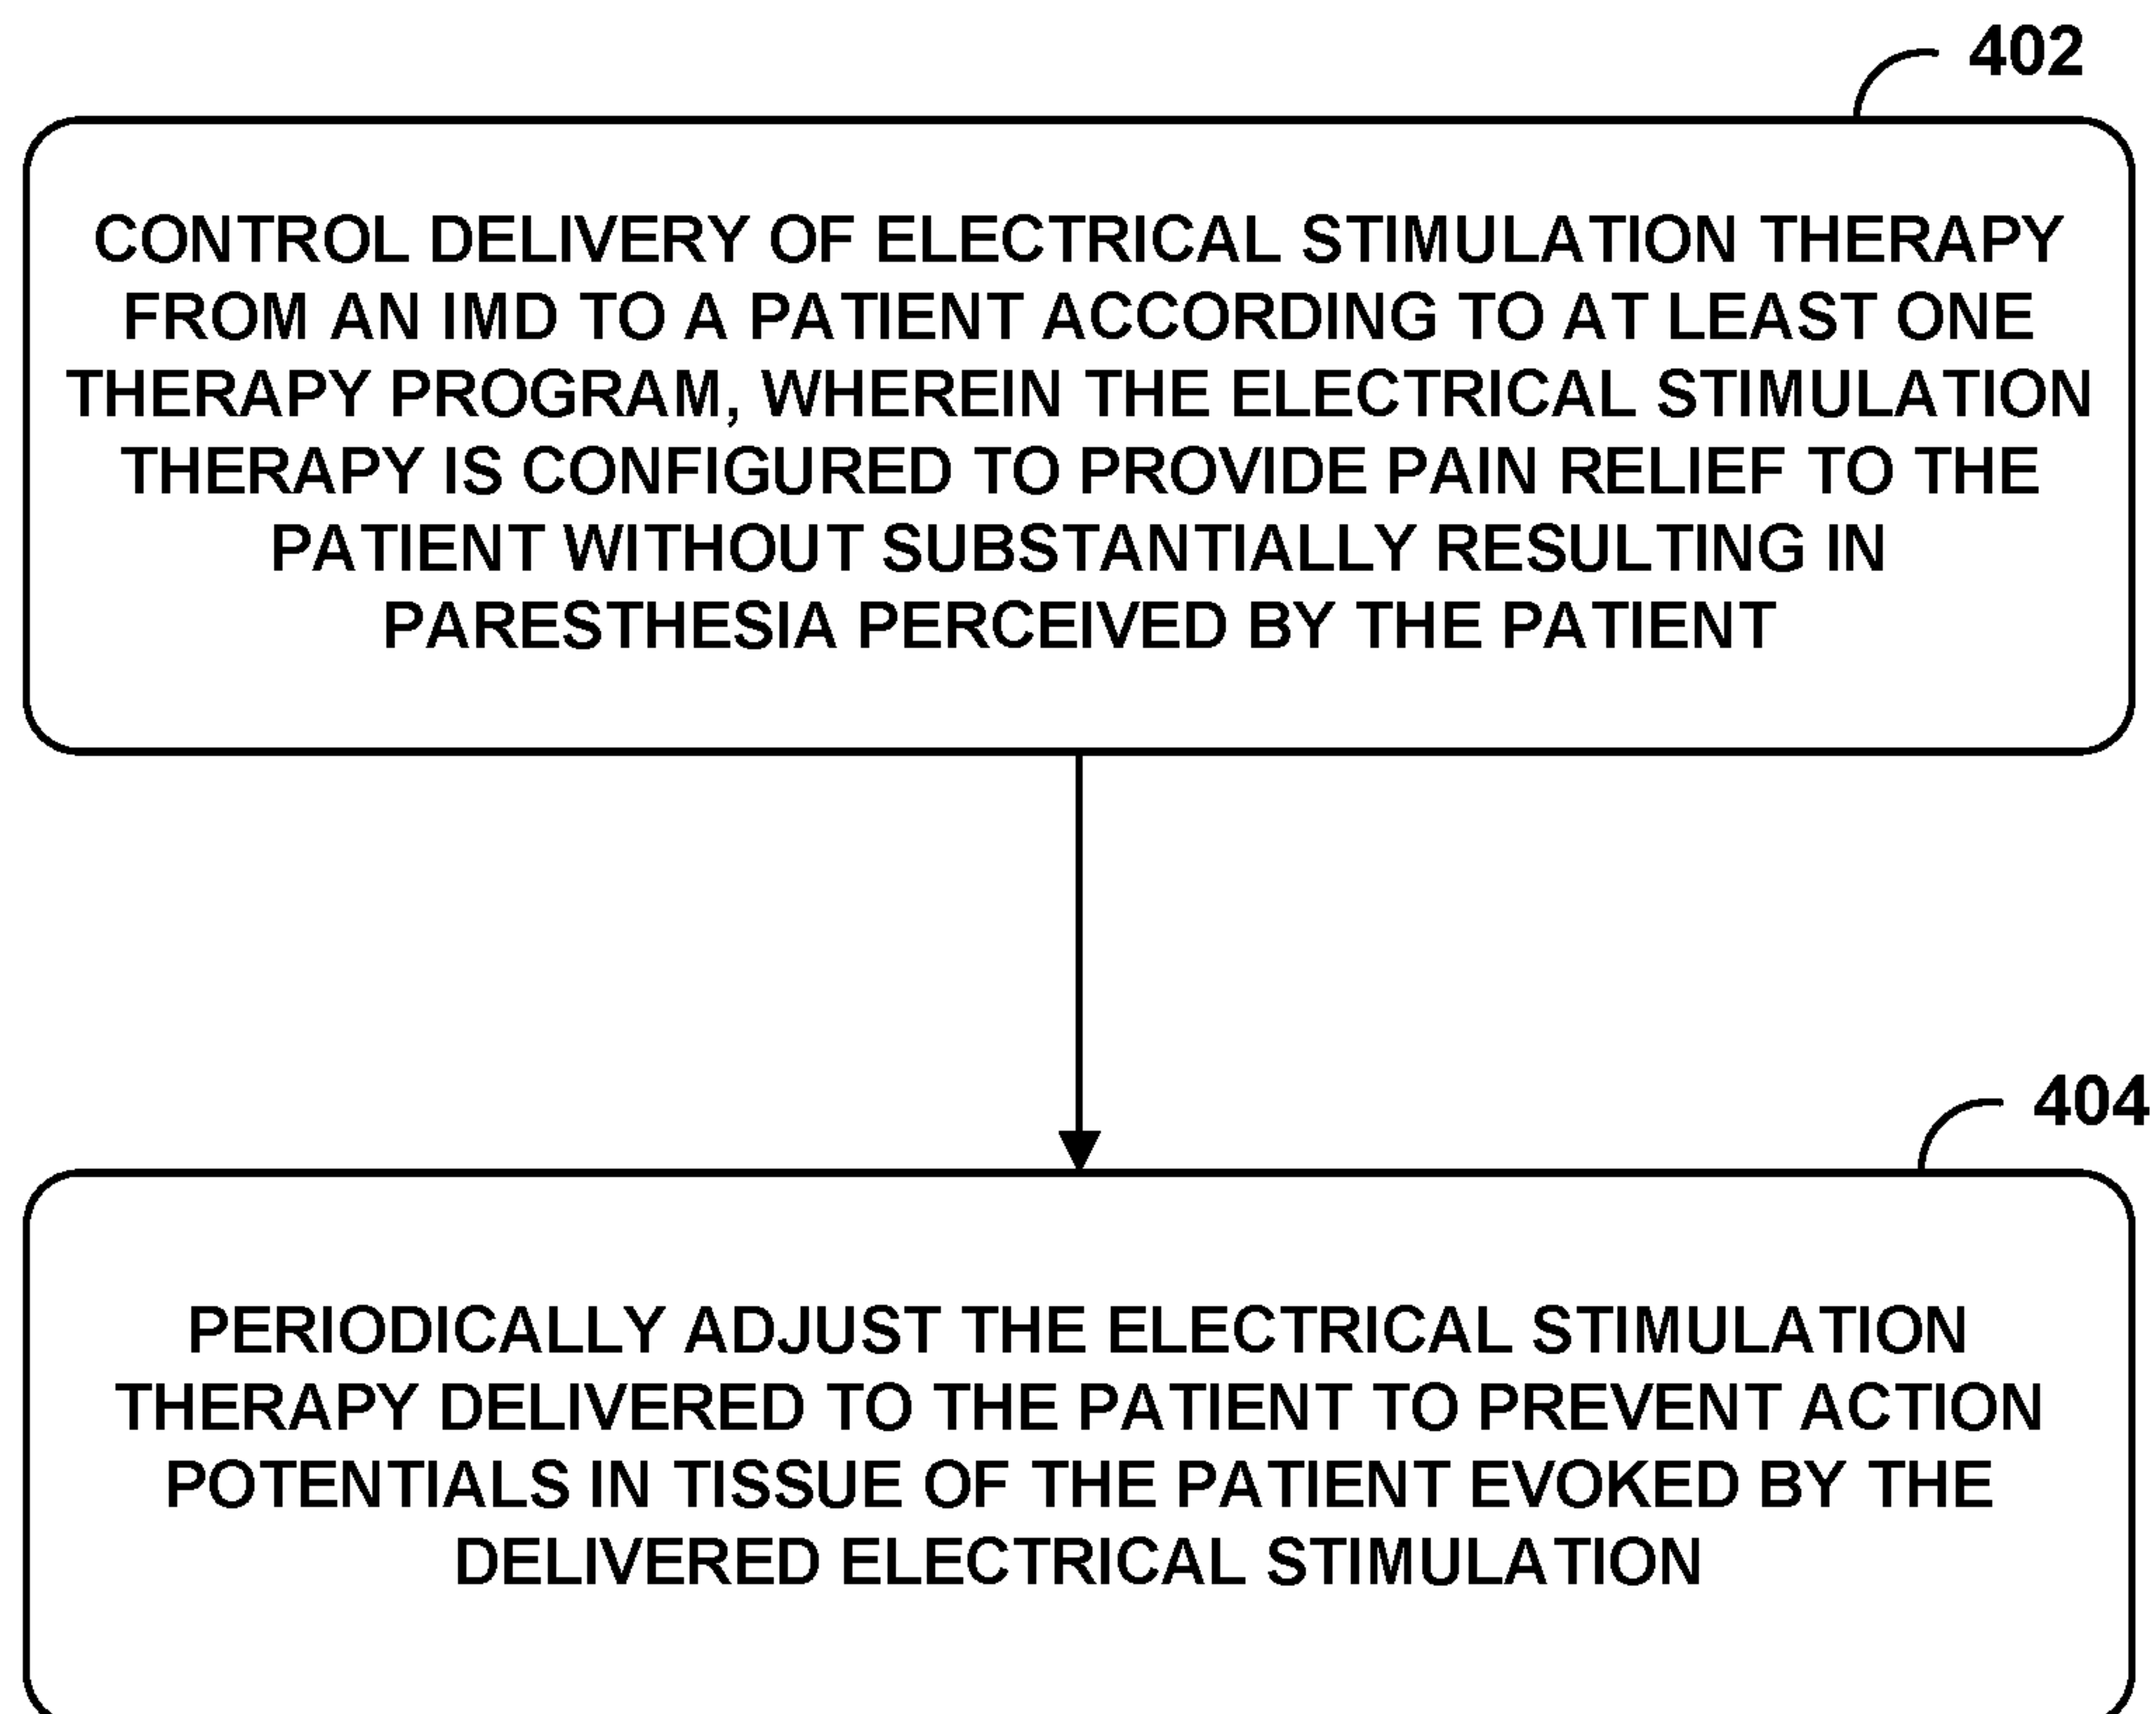 402
CONTROL DELIVERY OF ELECTRICAL STIMULATION THERAPY
FROM AN IMD TO A PATIENT ACCORDING TO AT LEAST ONE
THERAPY PROGRAM, WHEREIN THE ELECTRICAL STIMULATION
THERAPY IS CONFIGURED TO PROVIDE PAIN RELIEF TO THE
PATIENT WITHOUT SUBSTANTIALLY RESULTING IN
PARESTHESIA PERCEIVED BY THE PATIENT
404
PERIODICALLY ADJUST THE ELECTRICAL STIMULATION
THERAPY DELIVERED TO THE PATIENT TO PREVENT ACTION
POTENTIALS IN TISSUE OF THE PATIENT EVOKED BY THE
DELIVERED ELECTRICAL STIMULATION